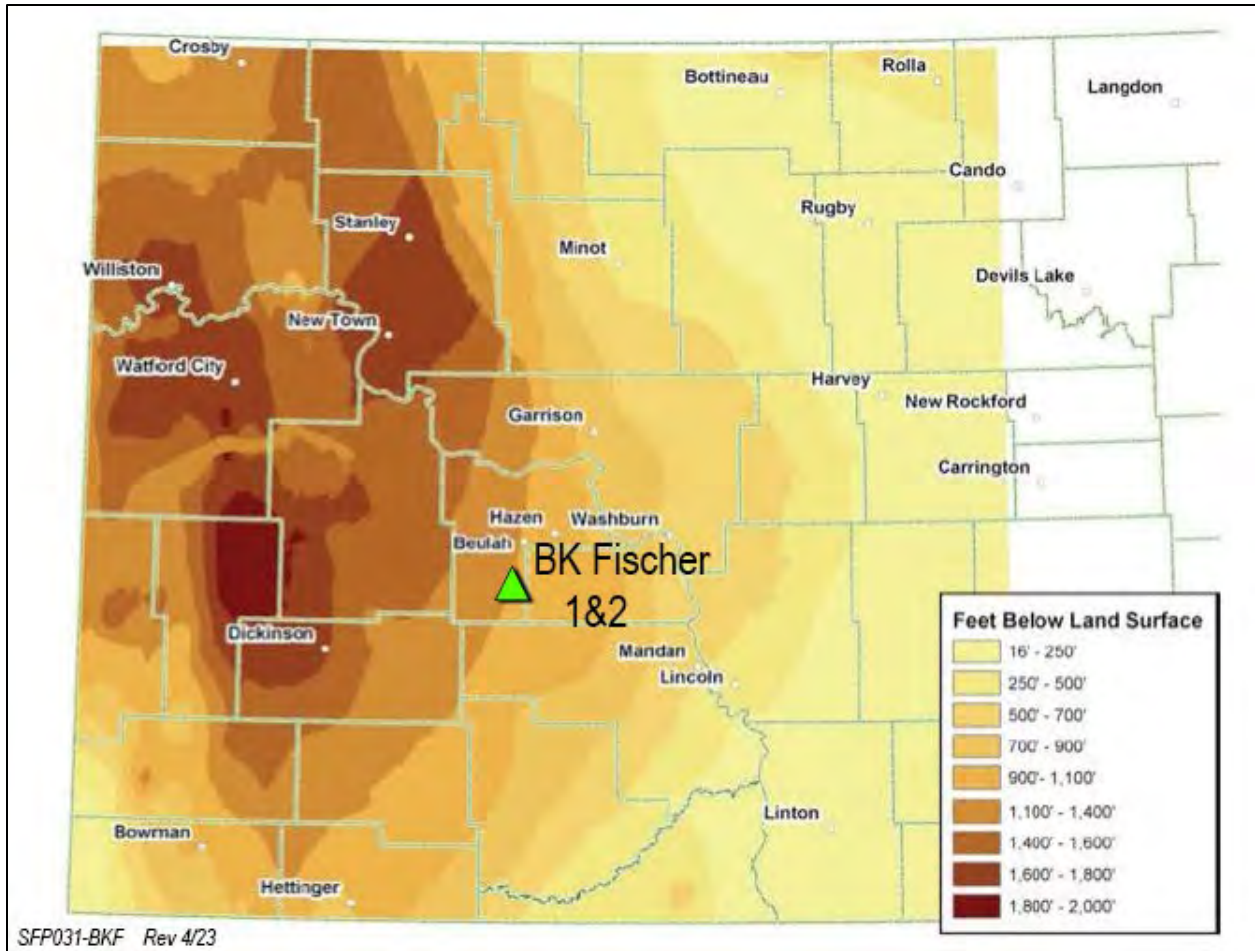 Crosby
Bottineau
Rolla
Langdon
Cando
Stanley
Rugby
Minot
Williston
Devils Lake
New Town
Watford City
Harvey
New Rockford
Garrison
Carrington
Hazen
Washburn
Beulah
BK Fischer
1&2
Dickinson
Mandan
Lincoln
Linton
Bowman
Hettinger
Feet Below Land Surface
16' - 250'
250' - 500'
500' - 700'
700' - 900'
900'- 1,100'
1,100' - 1,400'
1,400' - 1,600'
1,600' - 1,800'
1,800' - 2,000'
SFP031-BKF Rev 4/23